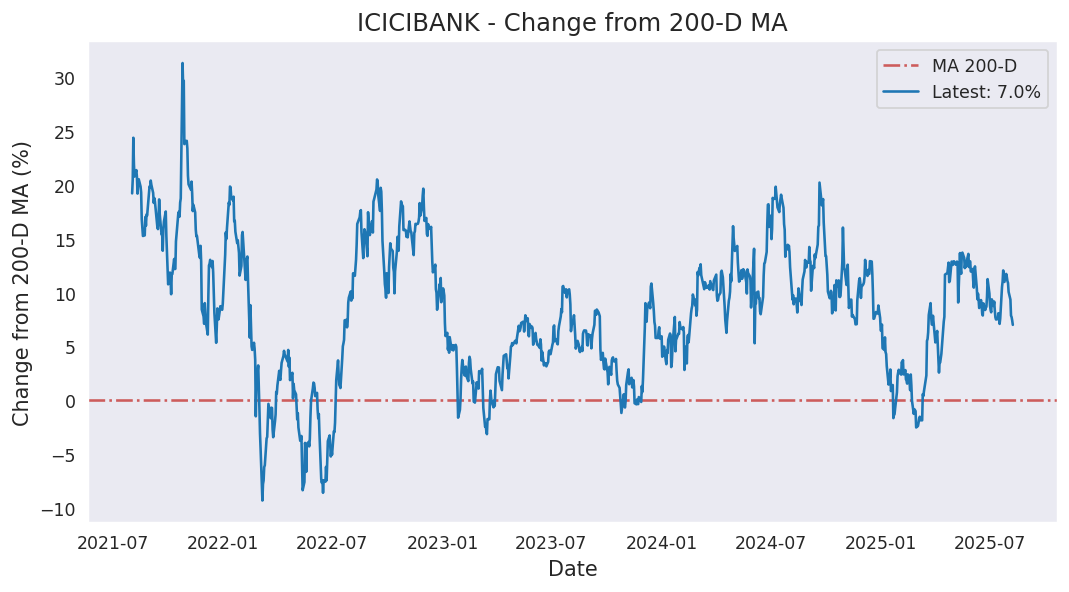 ICICIBANK - Change from 200-D MA
MA 200-D
Latest: 7.0%
Change from 200-D MA (%)
30
25
20
15
10
5
0
−5
−10
2021-07 2022-01 2022-07 2023-01 2023-07 2024-01 2024-07 2025-01 2025-07
Date